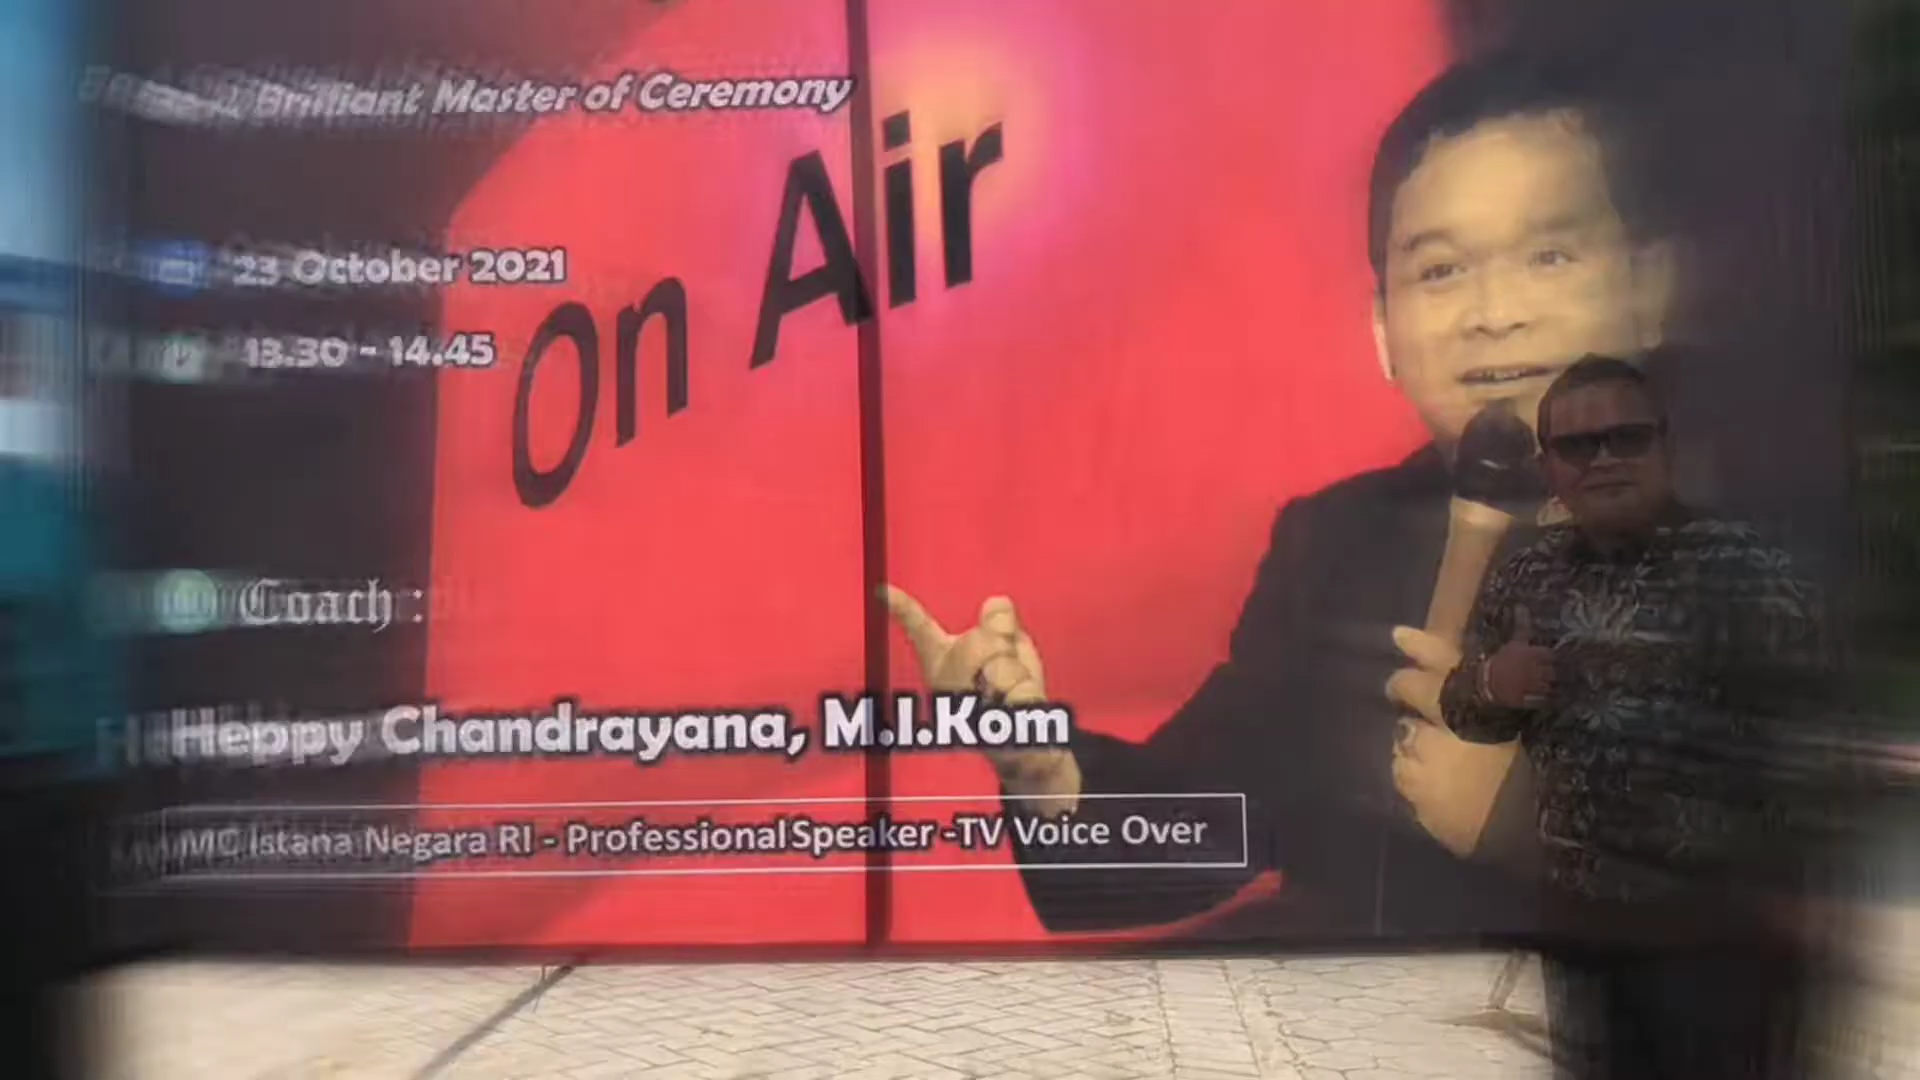 Brilliant Master of Ceremony
On Air
23 October 2021
13.30 - 14.45
Coach :
Heppy Chandrayana, M.I.Kom
MC Istana Negara RI - Professional Speaker -TV Voice Over